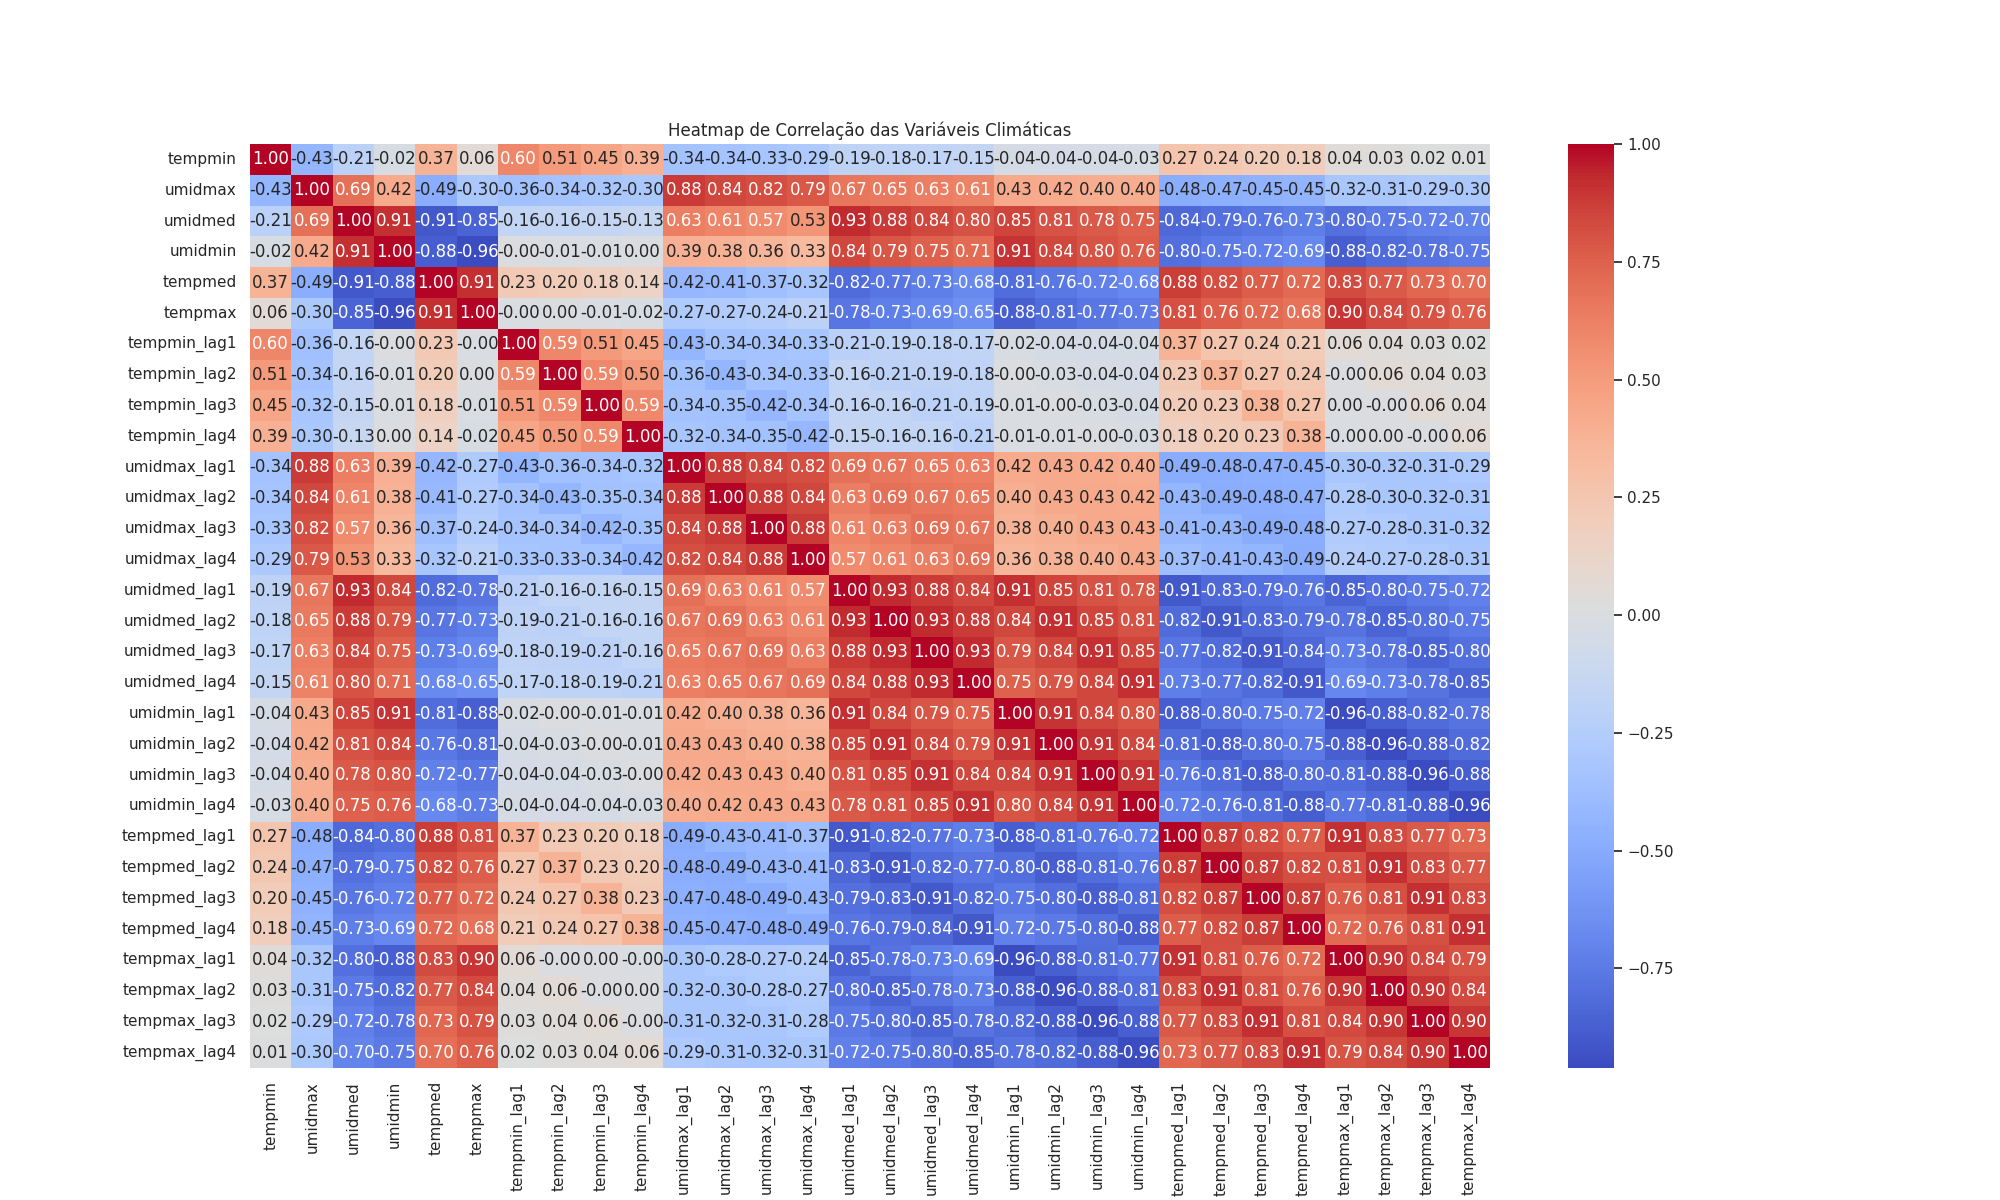 Heatmap de Correlação das Variáveis Climáticas
tempmin 1.00 -0.43 -0.21 -0.02 0.37 0.06 0.60 0.51 0.45 0.39 -0.34 -0.34 -0.33 -0.29 -0.19 -0.18 -0.17 -0.15 -0.04 -0.04 -0.04 -0.03 0.27 0.24 0.20 0.18 0.04 0.03 0.02 0.01
umidmax -0.43 1.00 0.69 0.42 -0.49 -0.30 -0.36 -0.34 -0.32 -0.30 0.88 0.84 0.82 0.79 0.67 0.65 0.63 0.61 0.43 0.42 0.40 0.40 -0.48 -0.47 -0.45 -0.45 -0.32 -0.31 -0.29 -0.30
umidmed -0.21 0.69 1.00 0.91 -0.91 -0.85 -0.16 -0.16 -0.15 -0.13 0.63 0.61 0.57 0.53 0.93 0.88 0.84 0.80 0.85 0.81 0.78 0.75 -0.84 -0.79 -0.76 -0.73 -0.80 -0.75 -0.72 -0.70
umidmin -0.02 0.42 0.91 1.00 -0.88 -0.96 -0.00 -0.01 -0.01 0.00 0.39 0.38 0.36 0.33 0.84 0.79 0.75 0.71 0.91 0.84 0.80 0.76 -0.80 -0.75 -0.72 -0.69 -0.88 -0.82 -0.78 -0.75
tempmed 0.37 -0.49 -0.91 -0.88 1.00 0.91 0.23 0.20 0.18 0.14 -0.42 -0.41 -0.37 -0.32 -0.82 -0.77 -0.73 -0.68 -0.81 -0.76 -0.72 -0.68 0.88 0.82 0.77 0.72 0.83 0.77 0.73 0.70
tempmax 0.06 -0.30 -0.85 -0.96 0.91 1.00 -0.00 0.00 -0.01 -0.02 -0.27 -0.27 -0.24 -0.21 -0.78 -0.73 -0.69 -0.65 -0.88 -0.81 -0.77 -0.73 0.81 0.76 0.72 0.68 0.90 0.84 0.79 0.76
tempmin_lag1 0.60 -0.36 -0.16 -0.00 0.23 -0.00 1.00 0.59 0.51 0.45 -0.43 -0.34 -0.34 -0.33 -0.21 -0.19 -0.18 -0.17 -0.02 -0.04 -0.04 -0.04 0.37 0.27 0.24 0.21 0.06 0.04 0.03 0.02
tempmin_lag2 0.51 -0.34 -0.16 -0.01 0.20 0.00 0.59 1.00 0.59 0.50 -0.36 -0.43 -0.34 -0.33 -0.16 -0.21 -0.19 -0.18 -0.00 -0.03 -0.04 -0.04 0.23 0.37 0.27 0.24 -0.00 0.06 0.04 0.03
tempmin_lag3 0.45 -0.32 -0.15 -0.01 0.18 -0.01 0.51 0.59 1.00 0.59 -0.34 -0.35 -0.42 -0.34 -0.16 -0.16 -0.21 -0.19 -0.01 -0.00 -0.03 -0.04 0.20 0.23 0.38 0.27 0.00 -0.00 0.06 0.04
tempmin_lag4 0.39 -0.30 -0.13 0.00 0.14 -0.02 0.45 0.50 0.59 1.00 -0.32 -0.34 -0.35 -0.42 -0.15 -0.16 -0.16 -0.21 -0.01 -0.01 -0.00 -0.03 0.18 0.20 0.23 0.38 -0.00 0.00 -0.00 0.06
umidmax_lag1 -0.34 0.88 0.63 0.39 -0.42 -0.27 -0.43 -0.36 -0.34 -0.32 1.00 0.88 0.84 0.82 0.69 0.67 0.65 0.63 0.42 0.43 0.42 0.40 -0.49 -0.48 -0.47 -0.45 -0.30 -0.32 -0.31 -0.29
umidmax_lag2 -0.34 0.84 0.61 0.38 -0.41 -0.27 -0.34 -0.43 -0.35 -0.34 0.88 1.00 0.88 0.84 0.63 0.69 0.67 0.65 0.40 0.43 0.43 0.42 -0.43 -0.49 -0.48 -0.47 -0.28 -0.30 -0.32 -0.31
umidmax_lag3 -0.33 0.82 0.57 0.36 -0.37 -0.24 -0.34 -0.34 -0.42 -0.35 0.84 0.88 1.00 0.88 0.61 0.63 0.69 0.67 0.38 0.40 0.43 0.43 -0.41 -0.43 -0.49 -0.48 -0.27 -0.28 -0.31 -0.32
umidmax_lag4 -0.29 0.79 0.53 0.33 -0.32 -0.21 -0.33 -0.33 -0.34 -0.42 0.82 0.84 0.88 1.00 0.57 0.61 0.63 0.69 0.36 0.38 0.40 0.43 -0.37 -0.41 -0.43 -0.49 -0.24 -0.27 -0.28 -0.31
umidmed_lag1 -0.19 0.67 0.93 0.84 -0.82 -0.78 -0.21 -0.16 -0.16 -0.15 0.69 0.63 0.61 0.57 1.00 0.93 0.88 0.84 0.91 0.85 0.81 0.78 -0.91 -0.83 -0.79 -0.76 -0.85 -0.80 -0.75 -0.72
umidmed_lag2 -0.18 0.65 0.88 0.79 -0.77 -0.73 -0.19 -0.21 -0.16 -0.16 0.67 0.69 0.63 0.61 0.93 1.00 0.93 0.88 0.84 0.91 0.85 0.81 -0.82 -0.91 -0.83 -0.79 -0.78 -0.85 -0.80 -0.75
umidmed_lag3 -0.17 0.63 0.84 0.75 -0.73 -0.69 -0.18 -0.19 -0.21 -0.16 0.65 0.67 0.69 0.63 0.88 0.93 1.00 0.93 0.79 0.84 0.91 0.85 -0.77 -0.82 -0.91 -0.84 -0.73 -0.78 -0.85 -0.80
umidmed_lag4 -0.15 0.61 0.80 0.71 -0.68 -0.65 -0.17 -0.18 -0.19 -0.21 0.63 0.65 0.67 0.69 0.84 0.88 0.93 1.00 0.75 0.79 0.84 0.91 -0.73 -0.77 -0.82 -0.91 -0.69 -0.73 -0.78 -0.85
umidmin_lag1 -0.04 0.43 0.85 0.91 -0.81 -0.88 -0.02 -0.00 -0.01 -0.01 0.42 0.40 0.38 0.36 0.91 0.84 0.79 0.75 1.00 0.91 0.84 0.80 -0.88 -0.80 -0.75 -0.72 -0.96 -0.88 -0.82 -0.78
umidmin_lag2 -0.04 0.42 0.81 0.84 -0.76 -0.81 -0.04 -0.03 -0.00 -0.01 0.43 0.43 0.40 0.38 0.85 0.91 0.84 0.79 0.91 1.00 0.91 0.84 -0.81 -0.88 -0.80 -0.75 -0.88 -0.96 -0.88 -0.82
umidmin_lag3 -0.04 0.40 0.78 0.80 -0.72 -0.77 -0.04 -0.04 -0.03 -0.00 0.42 0.43 0.43 0.40 0.81 0.85 0.91 0.84 0.84 0.91 1.00 0.91 -0.76 -0.81 -0.88 -0.80 -0.81 -0.88 -0.96 -0.88
umidmin_lag4 -0.03 0.40 0.75 0.76 -0.68 -0.73 -0.04 -0.04 -0.04 -0.03 0.40 0.42 0.43 0.43 0.78 0.81 0.85 0.91 0.80 0.84 0.91 1.00 -0.72 -0.76 -0.81 -0.88 -0.77 -0.81 -0.88 -0.96
tempmed_lag1 0.27 -0.48 -0.84 -0.80 0.88 0.81 0.37 0.23 0.20 0.18 -0.49 -0.43 -0.41 -0.37 -0.91 -0.82 -0.77 -0.73 -0.88 -0.81 -0.76 -0.72 1.00 0.87 0.82 0.77 0.91 0.83 0.77 0.73
tempmed_lag2 0.24 -0.47 -0.79 -0.75 0.82 0.76 0.27 0.37 0.23 0.20 -0.48 -0.49 -0.43 -0.41 -0.83 -0.91 -0.82 -0.77 -0.80 -0.88 -0.81 -0.76 0.87 1.00 0.87 0.82 0.81 0.91 0.83 0.77
tempmed_lag3 0.20 -0.45 -0.76 -0.72 0.77 0.72 0.24 0.27 0.38 0.23 -0.47 -0.48 -0.49 -0.43 -0.79 -0.83 -0.91 -0.82 -0.75 -0.80 -0.88 -0.81 0.82 0.87 1.00 0.87 0.76 0.81 0.91 0.83
tempmed_lag4 0.18 -0.45 -0.73 -0.69 0.72 0.68 0.21 0.24 0.27 0.38 -0.45 -0.47 -0.48 -0.49 -0.76 -0.79 -0.84 -0.91 -0.72 -0.75 -0.80 -0.88 0.77 0.82 0.87 1.00 0.72 0.76 0.81 0.91
tempmax_lag1 0.04 -0.32 -0.80 -0.88 0.83 0.90 0.06 -0.00 0.00 -0.00 -0.30 -0.28 -0.27 -0.24 -0.85 -0.78 -0.73 -0.69 -0.96 -0.88 -0.81 -0.77 0.91 0.81 0.76 0.72 1.00 0.90 0.84 0.79
tempmax_lag2 0.03 -0.31 -0.75 -0.82 0.77 0.84 0.04 0.06 -0.00 0.00 -0.32 -0.30 -0.28 -0.27 -0.80 -0.85 -0.78 -0.73 -0.88 -0.96 -0.88 -0.81 0.83 0.91 0.81 0.76 0.90 1.00 0.90 0.84
tempmax_lag3 0.02 -0.29 -0.72 -0.78 0.73 0.79 0.03 0.04 0.06 -0.00 -0.31 -0.32 -0.31 -0.28 -0.75 -0.80 -0.85 -0.78 -0.82 -0.88 -0.96 -0.88 0.77 0.83 0.91 0.81 0.84 0.90 1.00 0.90
tempmax_lag4 0.01 -0.30 -0.70 -0.75 0.70 0.76 0.02 0.03 0.04 0.06 -0.29 -0.31 -0.32 -0.31 -0.72 -0.75 -0.80 -0.85 -0.78 -0.82 -0.88 -0.96 0.73 0.77 0.83 0.91 0.79 0.84 0.90 1.00
tempmin
umidmax
umidmed
umidmin
tempmed
tempmax
tempmin_lag1
tempmin_lag2
tempmin_lag3
tempmin_lag4
umidmax_lag1
umidmax_lag2
umidmax_lag3
umidmax_lag4
umidmed_lag1
umidmed_lag2
umidmed_lag3
umidmed_lag4
umidmin_lag1
umidmin_lag2
umidmin_lag3
umidmin_lag4
tempmed_lag1
tempmed_lag2
tempmed_lag3
tempmed_lag4
tempmax_lag1
tempmax_lag2
tempmax_lag3
tempmax_lag4
1.00
0.75
0.50
0.25
0.00
−0.25
−0.50
−0.75